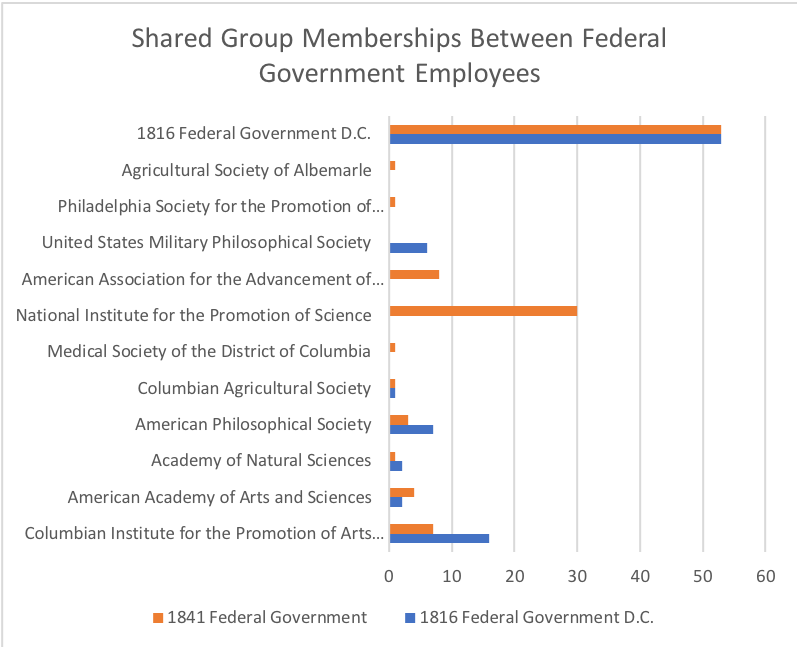 Shared Group Memberships Between Federal
Government Employees
1816 Federal Government D.C.
Agricultural Society of Albemarle
Philadelphia Society for the Promotion of...
United States Military Philosophical Society
American Association for the Advancement of...
National Institute for the Promotion of Science
Medical Society of the District of Columbia
Columbian Agricultural Society
American Philosophical Society
Academy of Natural Sciences
American Academy of Arts and Sciences
Columbian Institute for the Promotion of Arts...
0 10 20 30 40 50 60
1841 Federal Government 1816 Federal Government D.C.